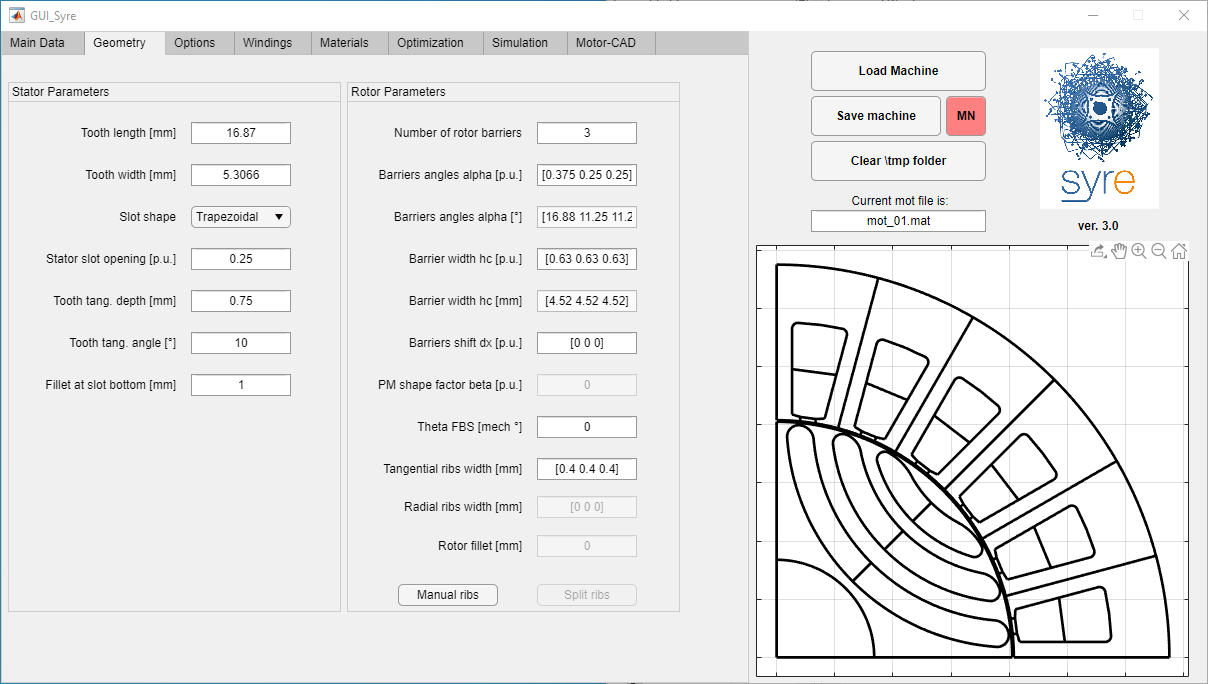 GUI_Syre
Main Data Geometry Options Windings Materials Optimization Simulation Motor-CAD
Stator Parameters
Tooth length [mm] 16.87
Tooth width [mm] 5.3066
Slot shape Trapezoidal
Stator slot opening [p.u.] 0.25
Tooth tang. depth [mm] 0.75
Tooth tang. angle [°] 10
Fillet at slot bottom [mm] 1
Rotor Parameters
Number of rotor barriers 3
Barriers angles alpha [p.u.] [0.375 0.25 0.25]
Barriers angles alpha [°] [16.88 11.25 11.2
Barrier width hc [p.u.] [0.63 0.63 0.63]
Barrier width hc [mm] [4.52 4.52 4.52]
Barriers shift dx [p.u.] [0 0 0]
PM shape factor beta [p.u.] 0
Theta FBS [mech °] 0
Tangential ribs width [mm] [0.4 0.4 0.4]
Radial ribs width [mm] [0 0 0]
Rotor fillet [mm] 0
Manual ribs Split ribs
Load Machine
Save machine MN
Clear \tmp folder
Current mot file is:
mot_01.mat
syre
ver. 3.0